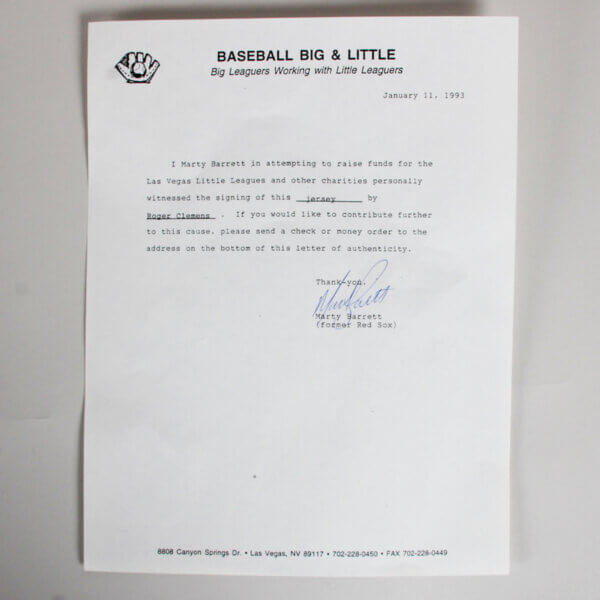 BASEBALL BIG & LITTLE
Big Leaguers Working with Little Leaguers
January 11, 1993
I Marty Barrett in attempting to raise funds for the
Las Vegas Little Leagues and other charities personally
witnessed the signing of this jersey by
Roger Clemens . If you would like to contribute further
to this cause, please send a check or money order to the
address on the bottom of this letter of authenticity.
Thank-you,
Marty Barrett
Marty Barrett
(former Red Sox)
8808 Canyon Springs Dr. • Las Vegas, NV 89117 • 702-228-0450 • FAX 702-228-0449